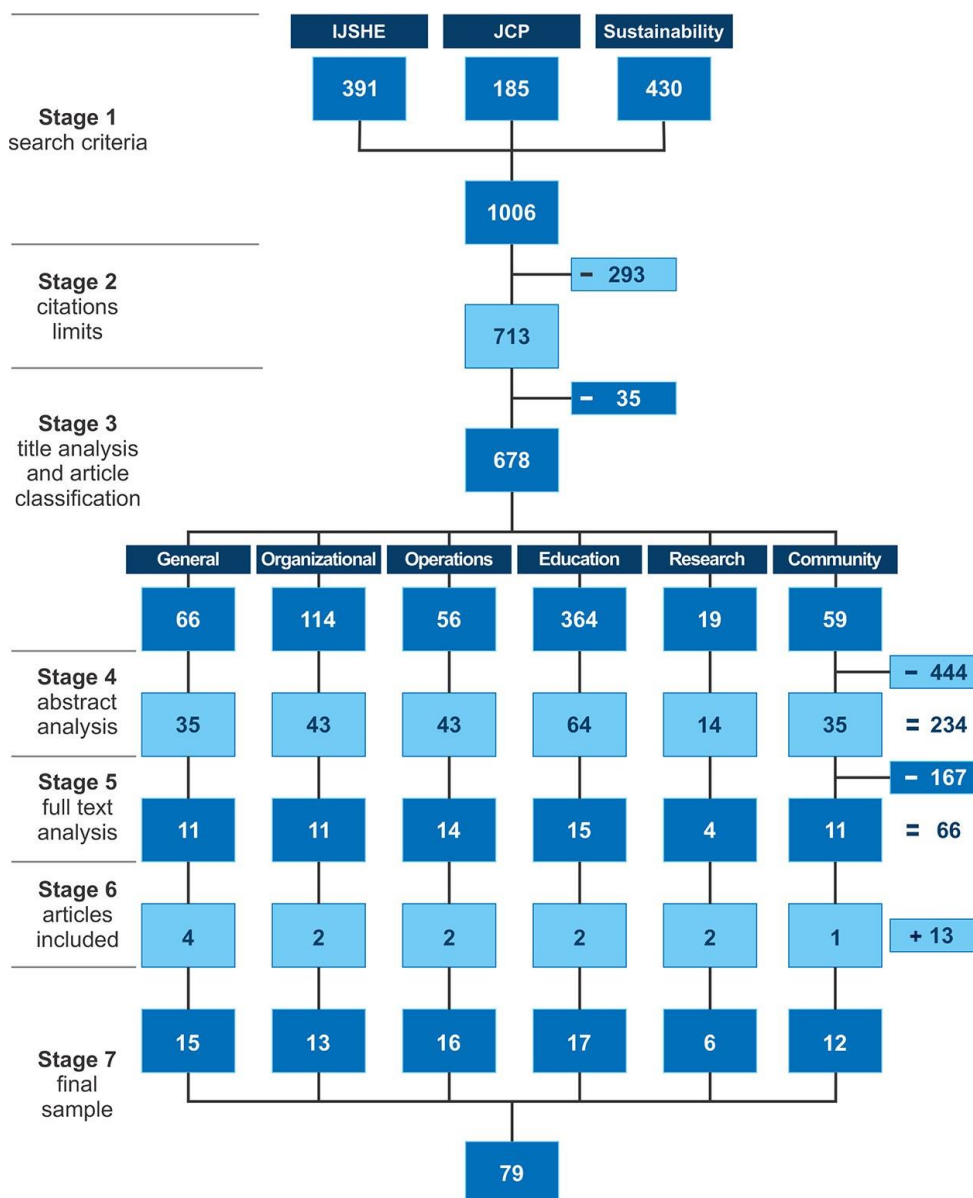 IJSHE JCP Sustainability
391 185 430
Stage 1
search criteria
1006
Stage 2
citations
limits
- 293
713
- 35
Stage 3
title analysis
and article
classification
678
General Organizational Operations Education Research Community
66 114 56 364 19 59
Stage 4
abstract
analysis
- 444
35 43 43 64 14 35 = 234
Stage 5
full text
analysis
- 167
11 11 14 15 4 11 = 66
Stage 6
articles
included
4 2 2 2 2 1 + 13
15 13 16 17 6 12
Stage 7
final
sample
79